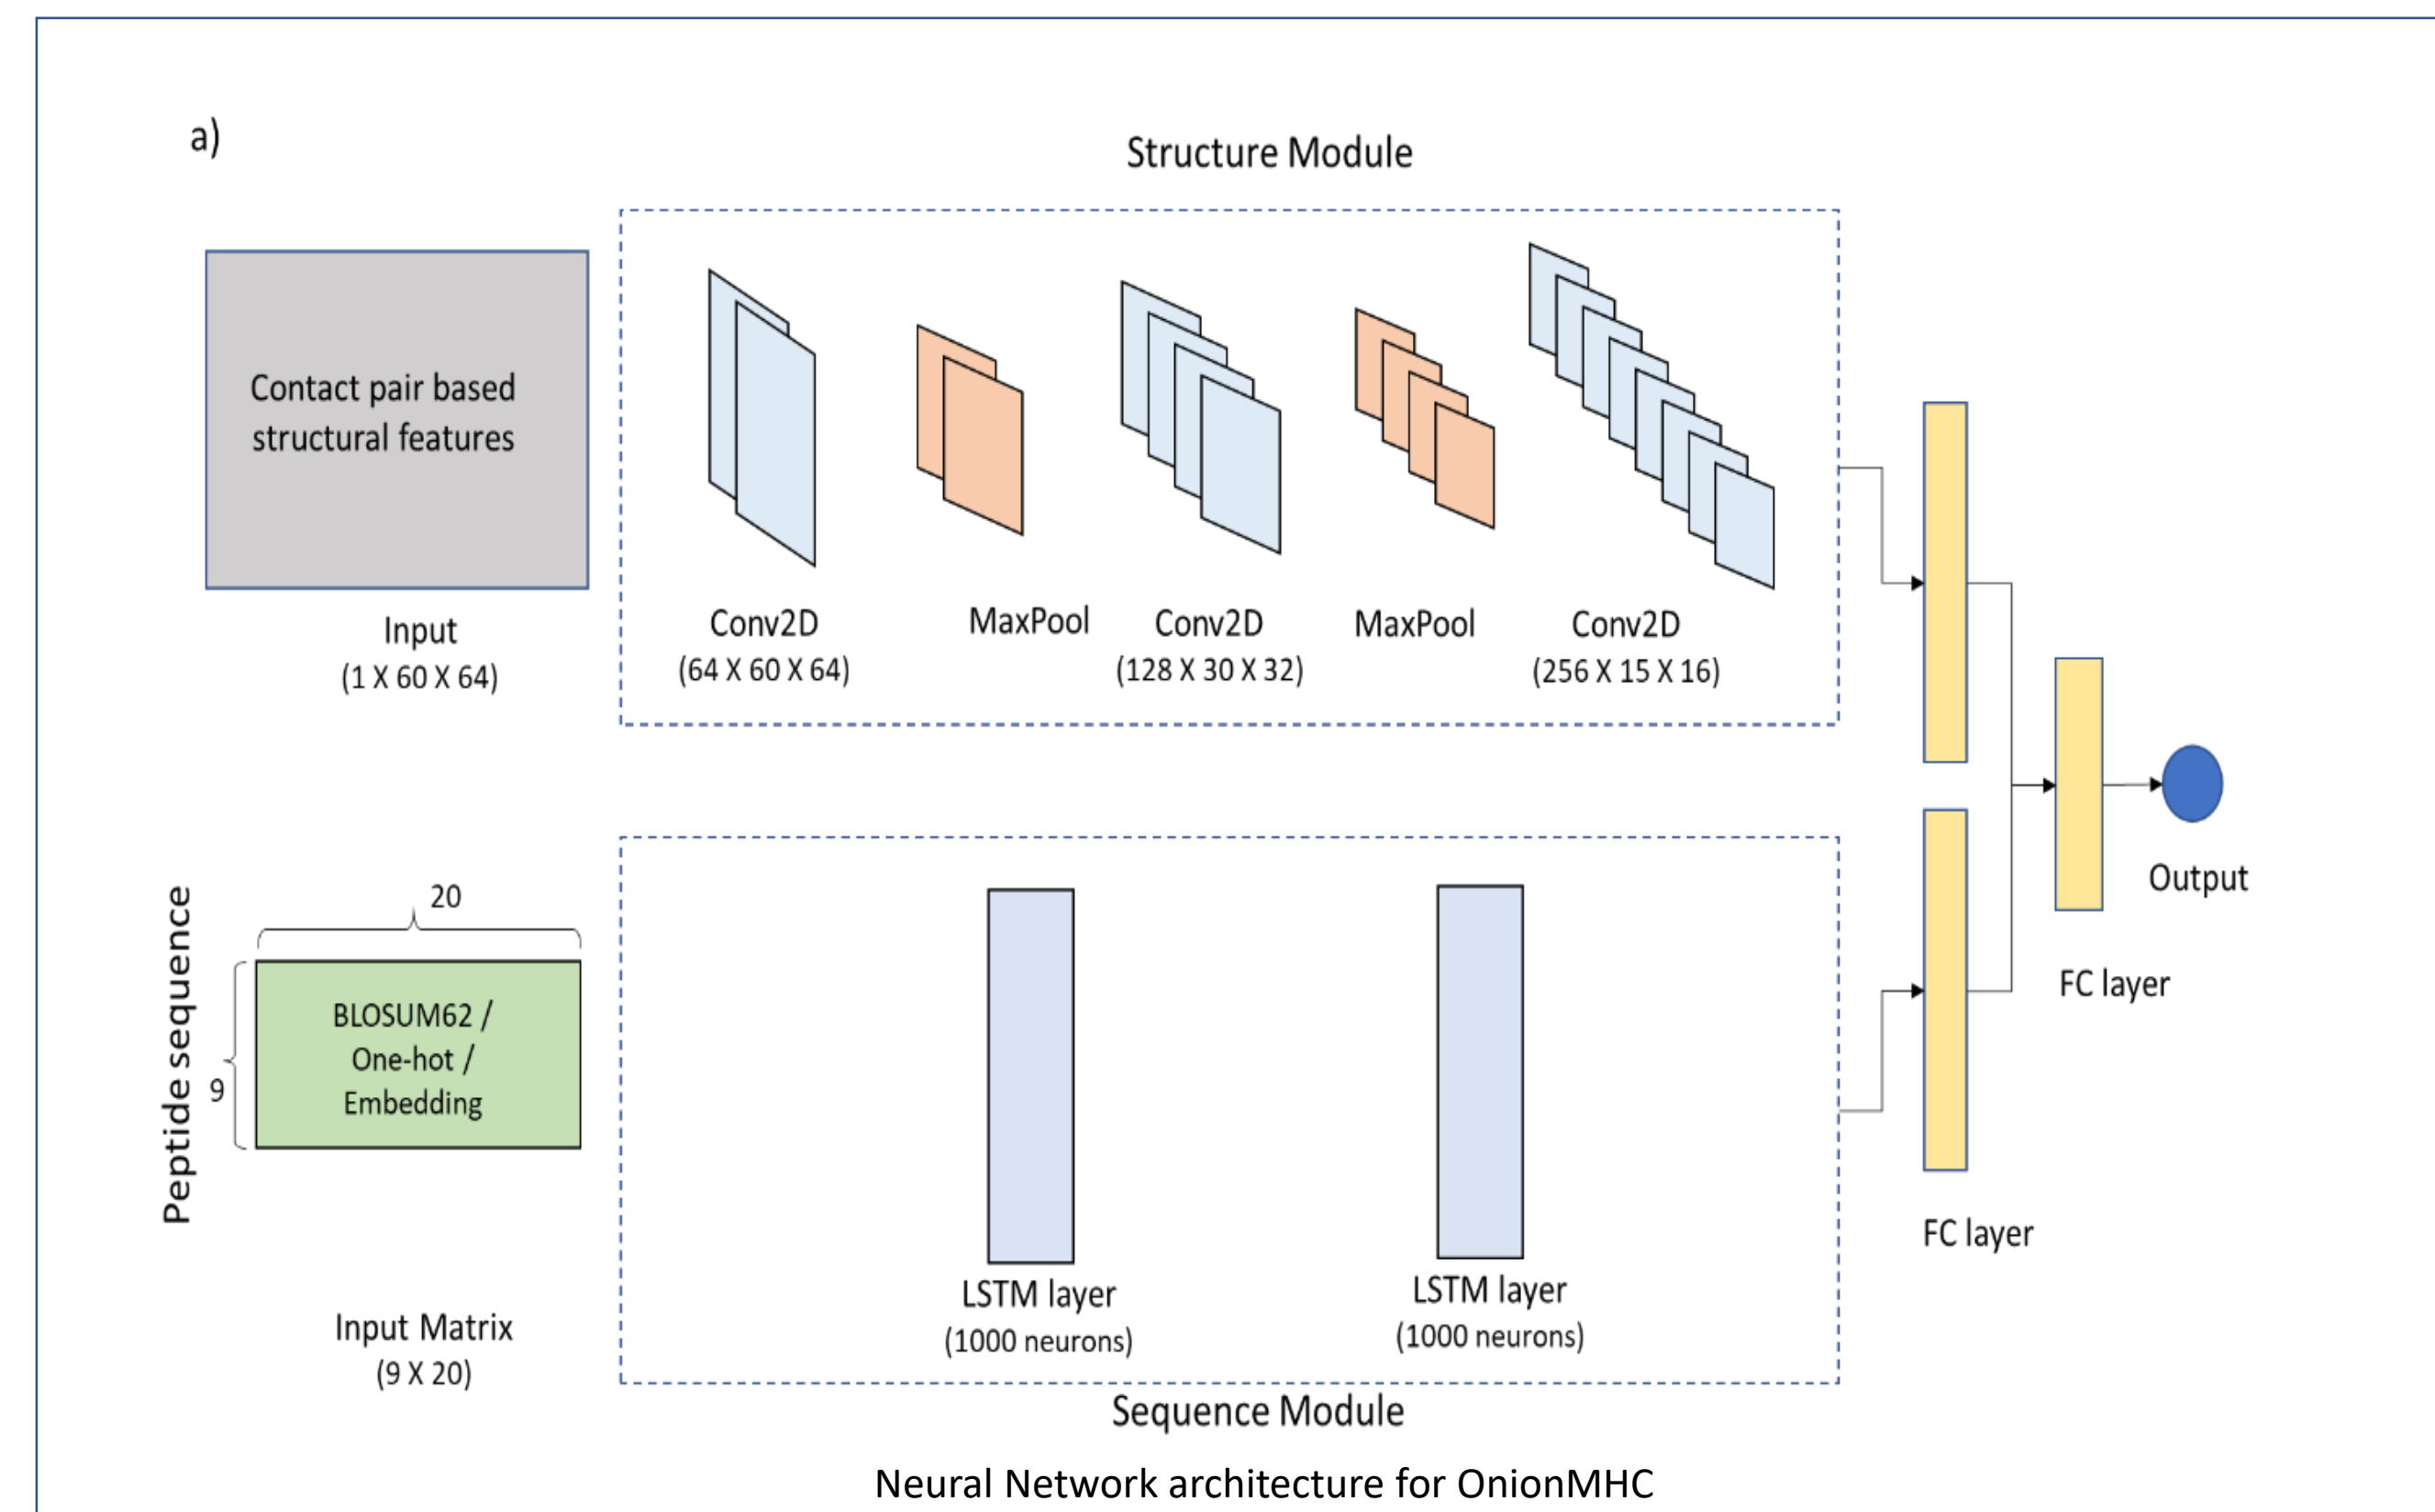 a)
Structure Module
Contact pair based
structural features
Input
(1 X 60 X 64)
Conv2D
(64 X 60 X 64)
MaxPool
Conv2D
(128 X 30 X 32)
MaxPool
Conv2D
(256 X 15 X 16)
Output
FC layer
FC layer
Peptide sequence
20
9
BLOSUM62 /
One-hot /
Embedding
Input Matrix
(9 X 20)
LSTM layer
(1000 neurons)
LSTM layer
(1000 neurons)
Sequence Module
Neural Network architecture for OnionMHC